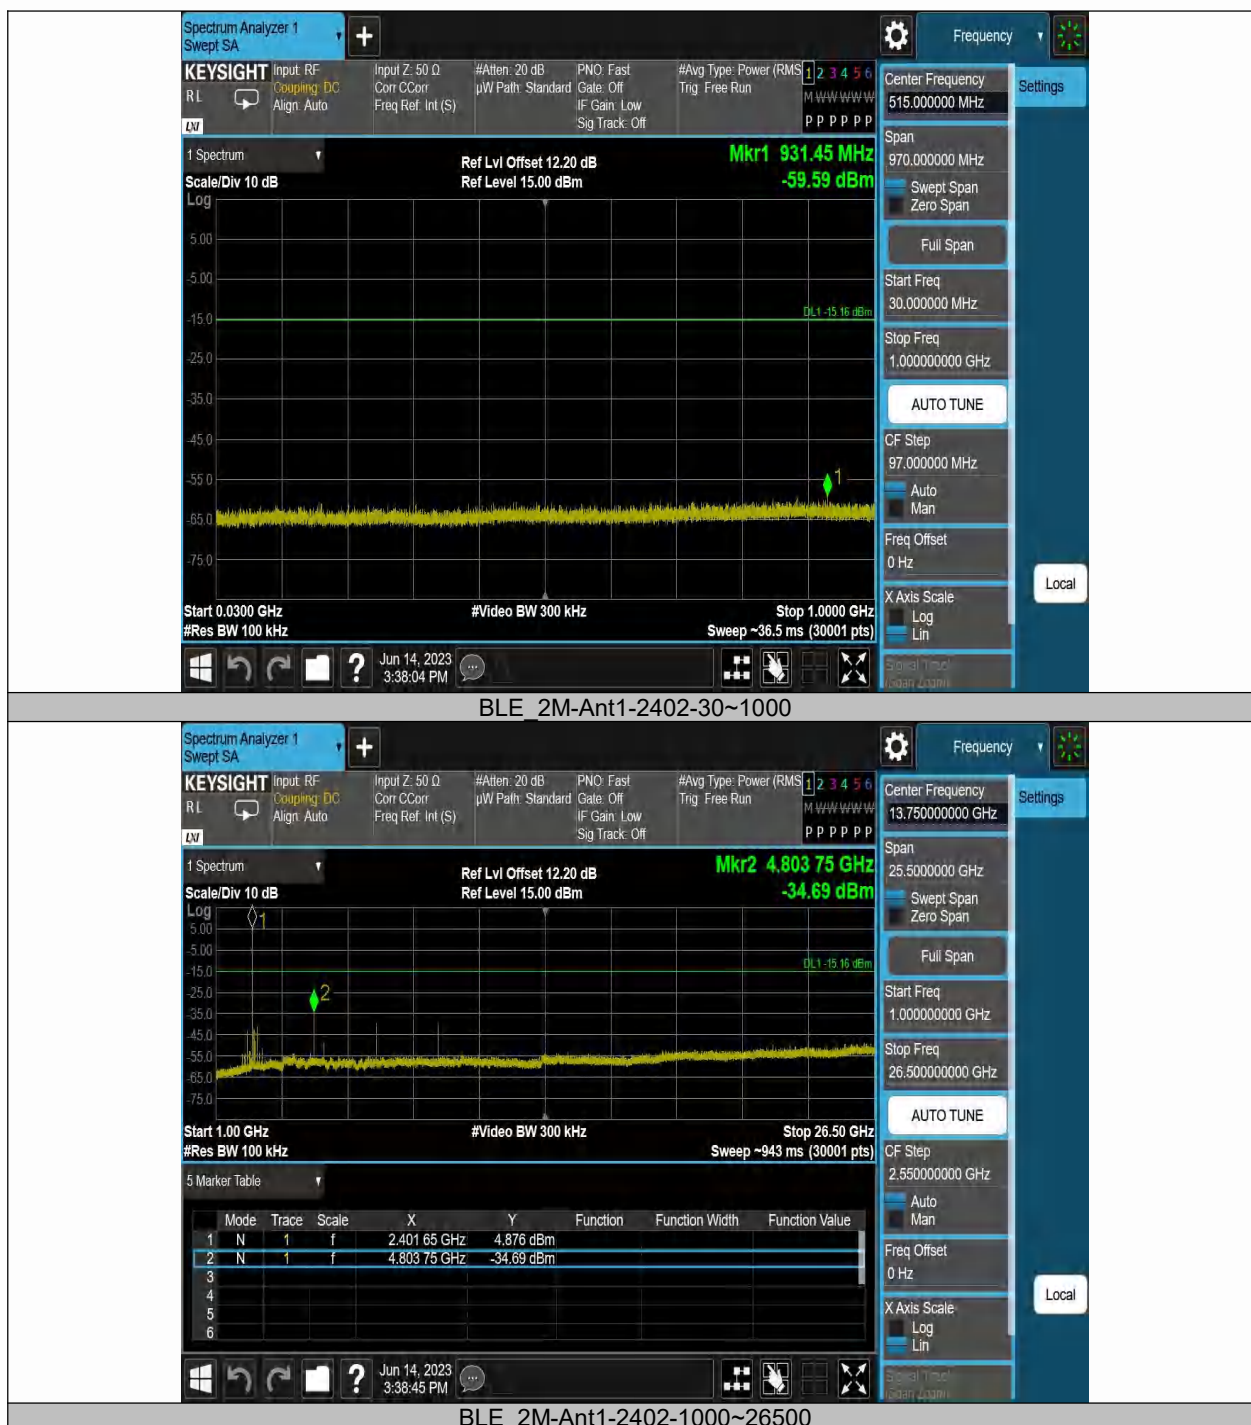 Spectrum Analyzer 1
Swept SA
+
Frequency
KEYSIGHT
RL
LXI
Input: RF
Coupling: DC
Align: Auto
Input Z: 50 Ω
Corr CCorr
Freq Ref: Int (S)
#Atten: 20 dB
µW Path: Standard
PNO: Fast
Gate: Off
IF Gain: Low
Sig Track: Off
#Avg Type: Power (RMS
Trig: Free Run
1 2 3 4 5 6
M W W W W W
P P P P P P
Center Frequency
515.000000 MHz
Settings
Span
970.000000 MHz
Swept Span
Zero Span
Full Span
Start Freq
30.000000 MHz
Stop Freq
1.000000000 GHz
AUTO TUNE
CF Step
97.000000 MHz
Auto
Man
Freq Offset
0 Hz
X Axis Scale
Log
Lin
Signal Track
(Span Zoom)
Local
1 Spectrum
Scale/Div 10 dB
Log
Ref Lvl Offset 12.20 dB
Ref Level 15.00 dBm
Mkr1 931.45 MHz
-59.59 dBm
5.00
-5.00
-15.0
-25.0
-35.0
-45.0
-55.0
-65.0
-75.0
DL1 -15.16 dBm
1
Start 0.0300 GHz
#Res BW 100 kHz
#Video BW 300 kHz
Stop 1.0000 GHz
Sweep ~36.5 ms (30001 pts)
?
Jun 14, 2023
3:38:04 PM
BLE_2M-Ant1-2402-30~1000
Spectrum Analyzer 1
Swept SA
+
Frequency
KEYSIGHT
RL
LXI
Input: RF
Coupling: DC
Align: Auto
Input Z: 50 Ω
Corr CCorr
Freq Ref: Int (S)
#Atten: 20 dB
µW Path: Standard
PNO: Fast
Gate: Off
IF Gain: Low
Sig Track: Off
#Avg Type: Power (RMS
Trig: Free Run
1 2 3 4 5 6
M W W W W W
P P P P P P
Center Frequency
13.750000000 GHz
Settings
Span
25.5000000 GHz
Swept Span
Zero Span
Full Span
Start Freq
1.000000000 GHz
Stop Freq
26.500000000 GHz
AUTO TUNE
CF Step
2.550000000 GHz
Auto
Man
Freq Offset
0 Hz
X Axis Scale
Log
Lin
Signal Track
(Span Zoom)
Local
1 Spectrum
Scale/Div 10 dB
Log
Ref Lvl Offset 12.20 dB
Ref Level 15.00 dBm
Mkr2 4.803 75 GHz
-34.69 dBm
5.00
-5.00
-15.0
-25.0
-35.0
-45.0
-55.0
-65.0
-75.0
DL1 -15.16 dBm
1
2
Start 1.00 GHz
#Res BW 100 kHz
#Video BW 300 kHz
Stop 26.50 GHz
Sweep ~943 ms (30001 pts)
5 Marker Table
Mode Trace Scale X Y Function Function Width Function Value
1 N 1 f 2.401 65 GHz 4.876 dBm
2 N 1 f 4.803 75 GHz -34.69 dBm
3
4
5
6
?
Jun 14, 2023
3:38:45 PM
BLE_2M-Ant1-2402-1000~26500